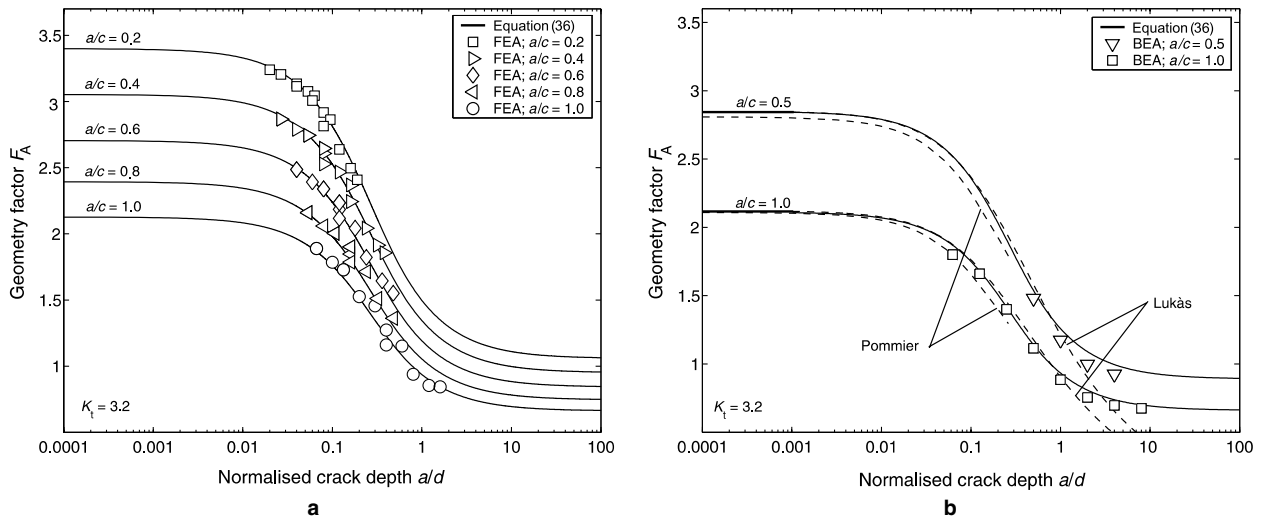 Equation (36)
FEA; a/c = 0.2
FEA; a/c = 0.4
FEA; a/c = 0.6
FEA; a/c = 0.8
FEA; a/c = 1.0
3.5
3
2.5
2
1.5
1
Geometry factor F_A
a/c = 0.2
a/c = 0.4
a/c = 0.6
a/c = 0.8
a/c = 1.0
K_t = 3.2
0.0001 0.001 0.01 0.1 1 10 100
Normalised crack depth a/d
a
Equation (36)
BEA; a/c = 0.5
BEA; a/c = 1.0
3.5
3
2.5
2
1.5
1
Geometry factor F_A
a/c = 0.5
a/c = 1.0
Lukàs
Pommier
K_t = 3.2
0.0001 0.001 0.01 0.1 1 10 100
Normalised crack depth a/d
b